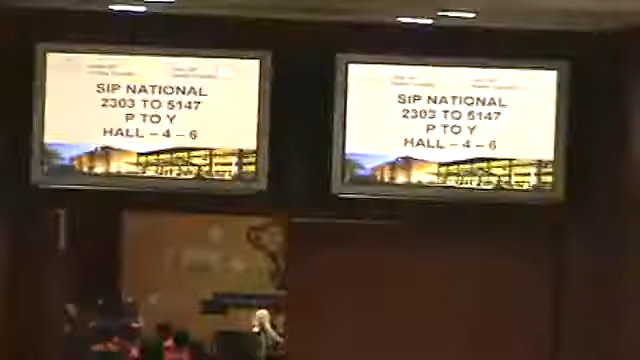 SIP NATIONAL
2303 TO 5147
P TO Y
HALL – 4 – 6
SIP NATIONAL
2303 TO 5147
P TO Y
HALL – 4 – 6